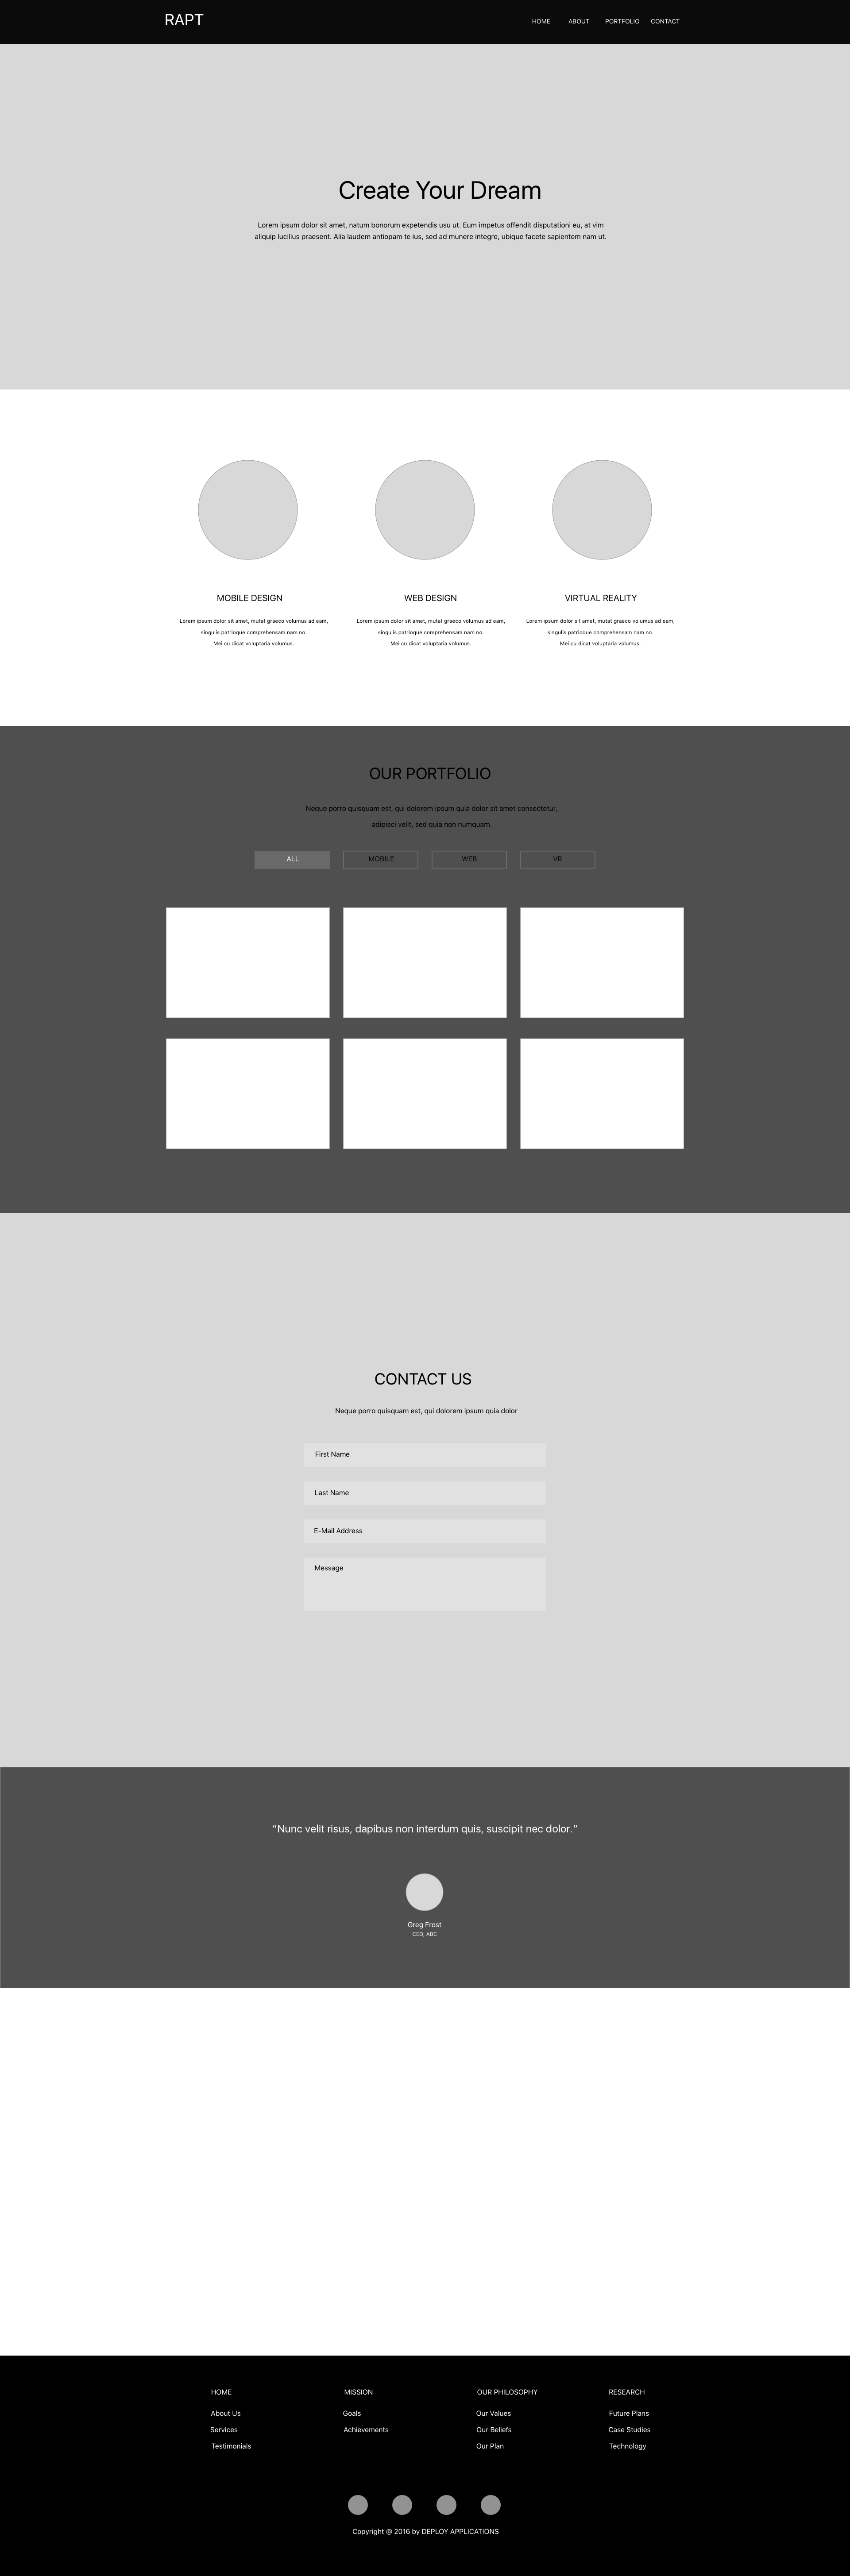 RAPT
HOME ABOUT PORTFOLIO CONTACT
Create Your Dream
Lorem ipsum dolor sit amet, natum bonorum expetendis usu ut. Eum impetus offendit disputationi eu, at vim
aliquip lucilius praesent. Alia laudem antiopam te ius, sed ad munere integre, ubique facete sapientem nam ut.
MOBILE DESIGN
Lorem ipsum dolor sit amet, mutat graeco volumus ad eam,
singulis patrioque comprehensam nam no.
Mei cu dicat voluptaria volumus.
WEB DESIGN
Lorem ipsum dolor sit amet, mutat graeco volumus ad eam,
singulis patrioque comprehensam nam no.
Mei cu dicat voluptaria volumus.
VIRTUAL REALITY
Lorem ipsum dolor sit amet, mutat graeco volumus ad eam,
singulis patrioque comprehensam nam no.
Mei cu dicat voluptaria volumus.
OUR PORTFOLIO
Neque porro quisquam est, qui dolorem ipsum quia dolor sit amet consectetur,
adipisci velit, sed quia non numquam.
ALL MOBILE WEB VR
CONTACT US
Neque porro quisquam est, qui dolorem ipsum quia dolor
First Name
Last Name
E-Mail Address
Message
“Nunc velit risus, dapibus non interdum quis, suscipit nec dolor.”
Greg Frost
CEO, ABC
HOME
About Us
Services
Testimonials
MISSION
Goals
Achievements
OUR PHILOSOPHY
Our Values
Our Beliefs
Our Plan
RESEARCH
Future Plans
Case Studies
Technology
Copyright @ 2016 by DEPLOY APPLICATIONS